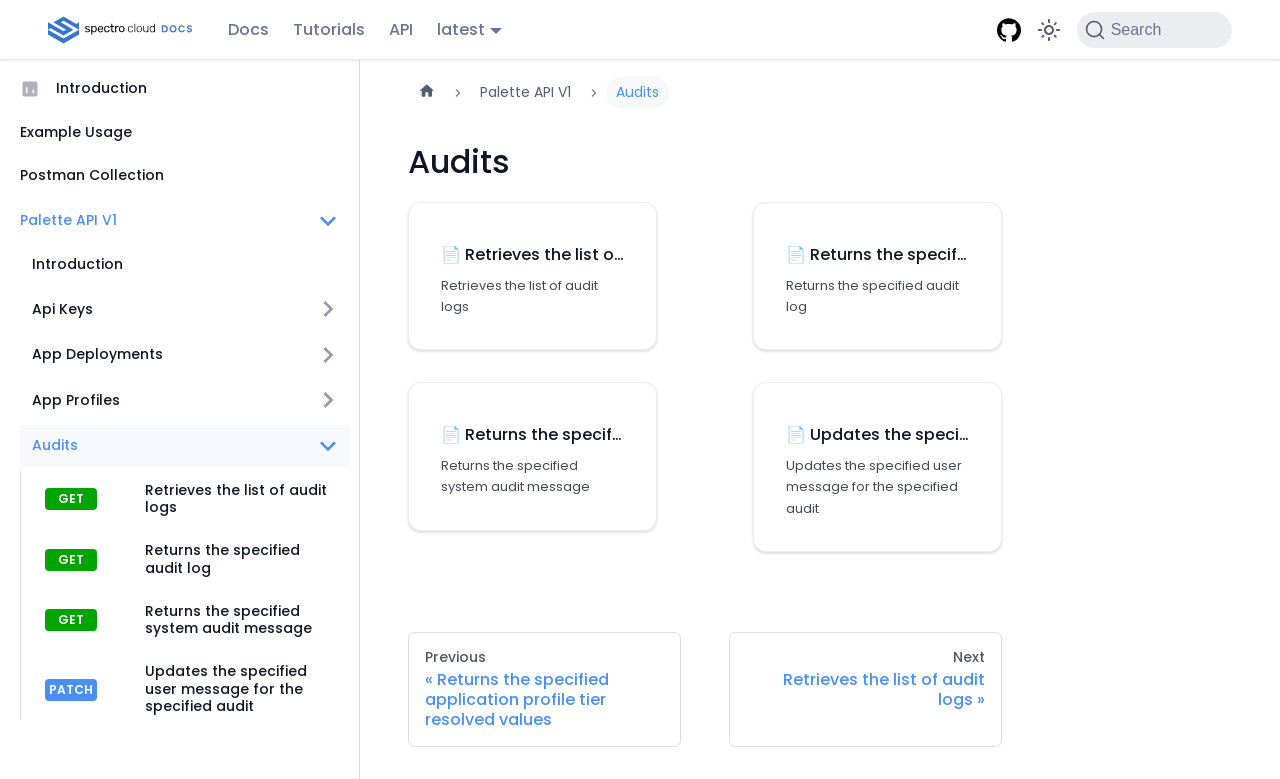 spectro cloud DOCS
Docs
Tutorials
API
latest
Search
Introduction
Example Usage
Postman Collection
Palette API V1
Introduction
Api Keys
App Deployments
App Profiles
Audits
GET
Retrieves the list of audit
logs
GET
Returns the specified
audit log
GET
Returns the specified
system audit message
PATCH
Updates the specified
user message for the
specified audit
Palette API V1
Audits
Audits
📄 Retrieves the list o...
Retrieves the list of audit
logs
📄 Returns the specif...
Returns the specified audit
log
📄 Returns the specif...
Returns the specified
system audit message
📄 Updates the speci...
Updates the specified user
message for the specified
audit
Previous
« Returns the specified
application profile tier
resolved values
Next
Retrieves the list of audit
logs »